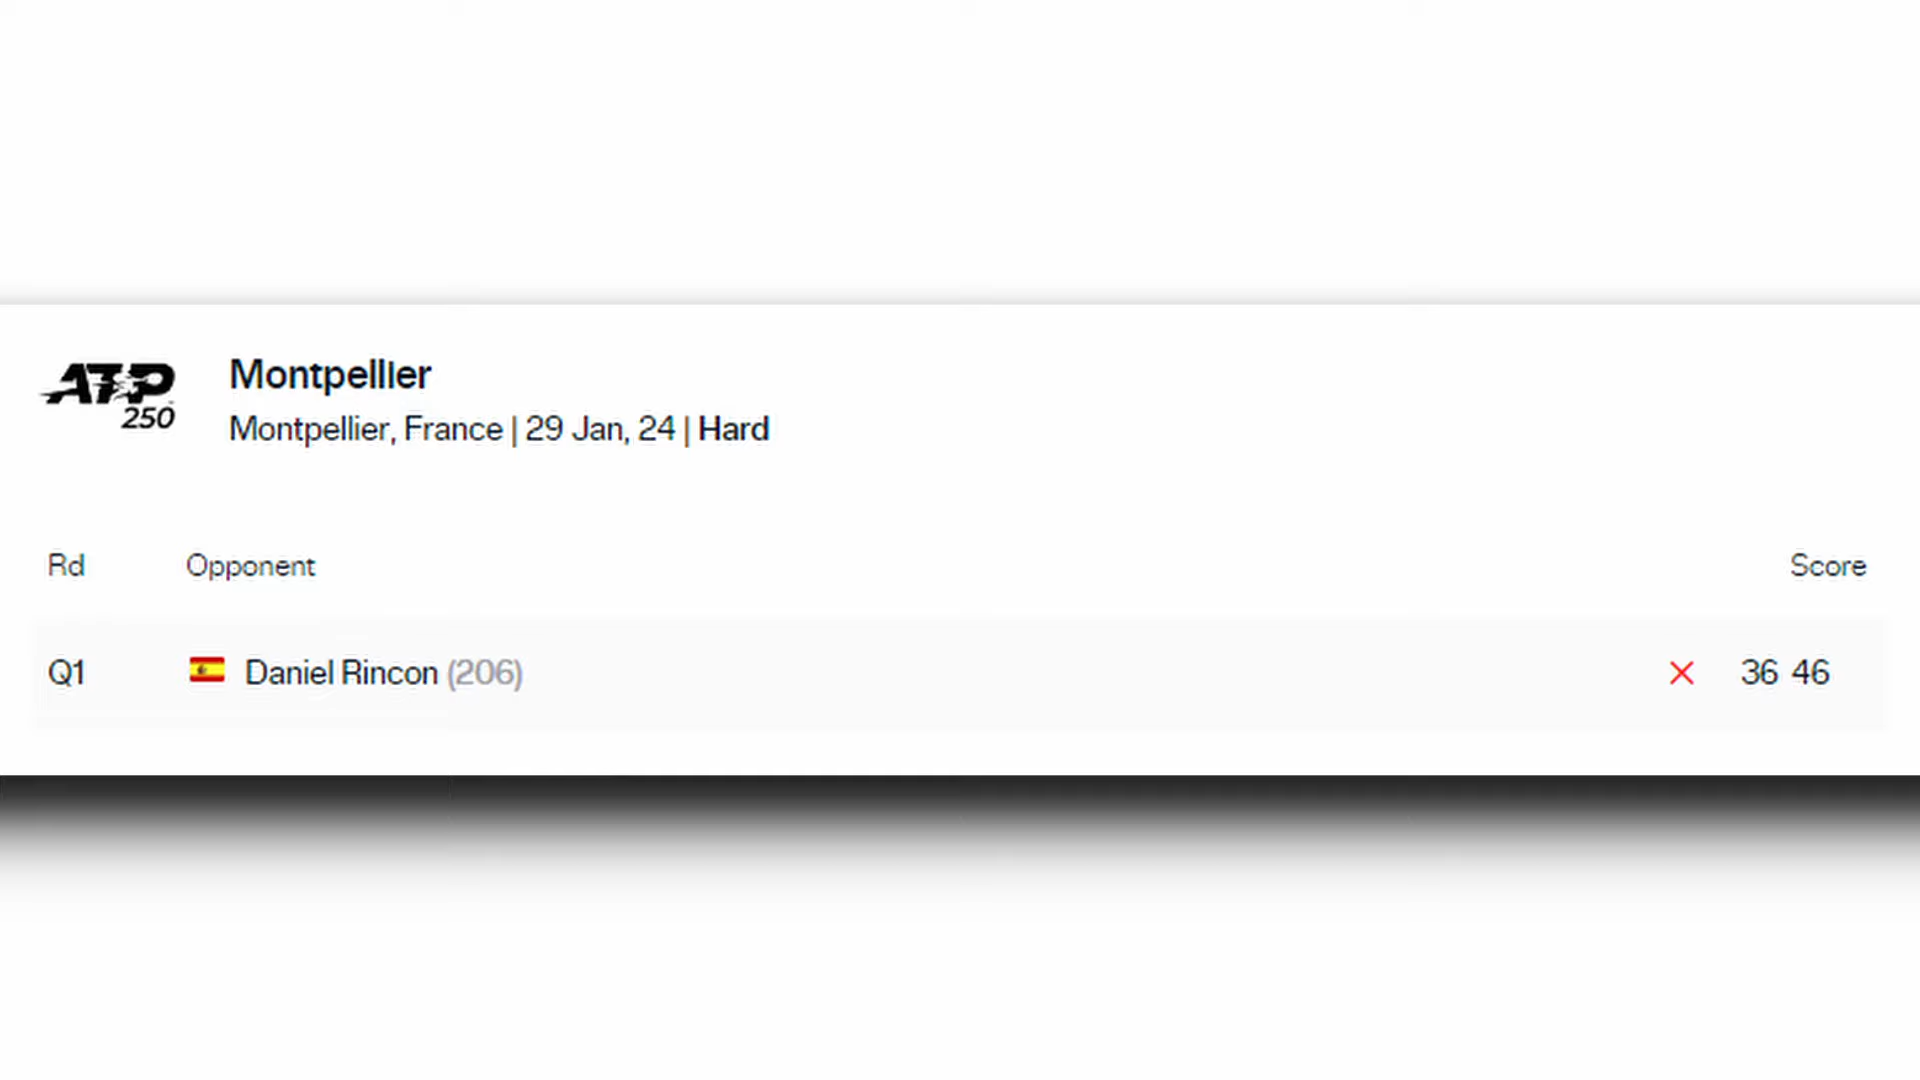 ATP
250
Montpellier
Montpellier, France | 29 Jan, 24 | Hard
Rd Opponent Score
Q1 Daniel Rincon (206) 36 46